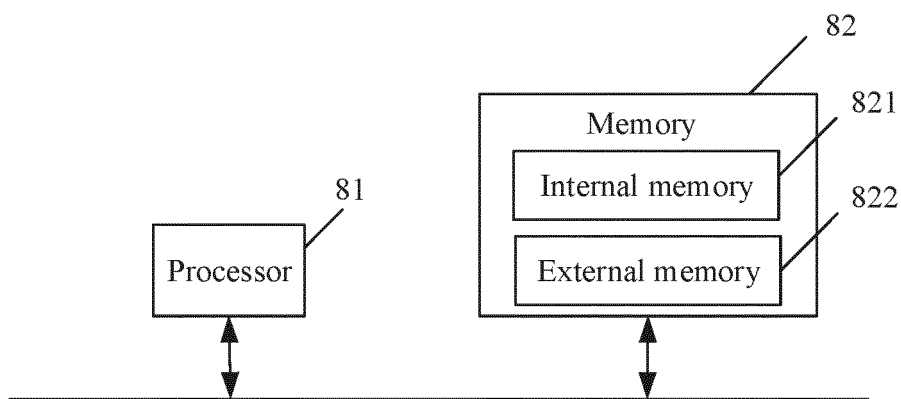 82
Memory
821
Internal memory
81
822
Processor
External memory